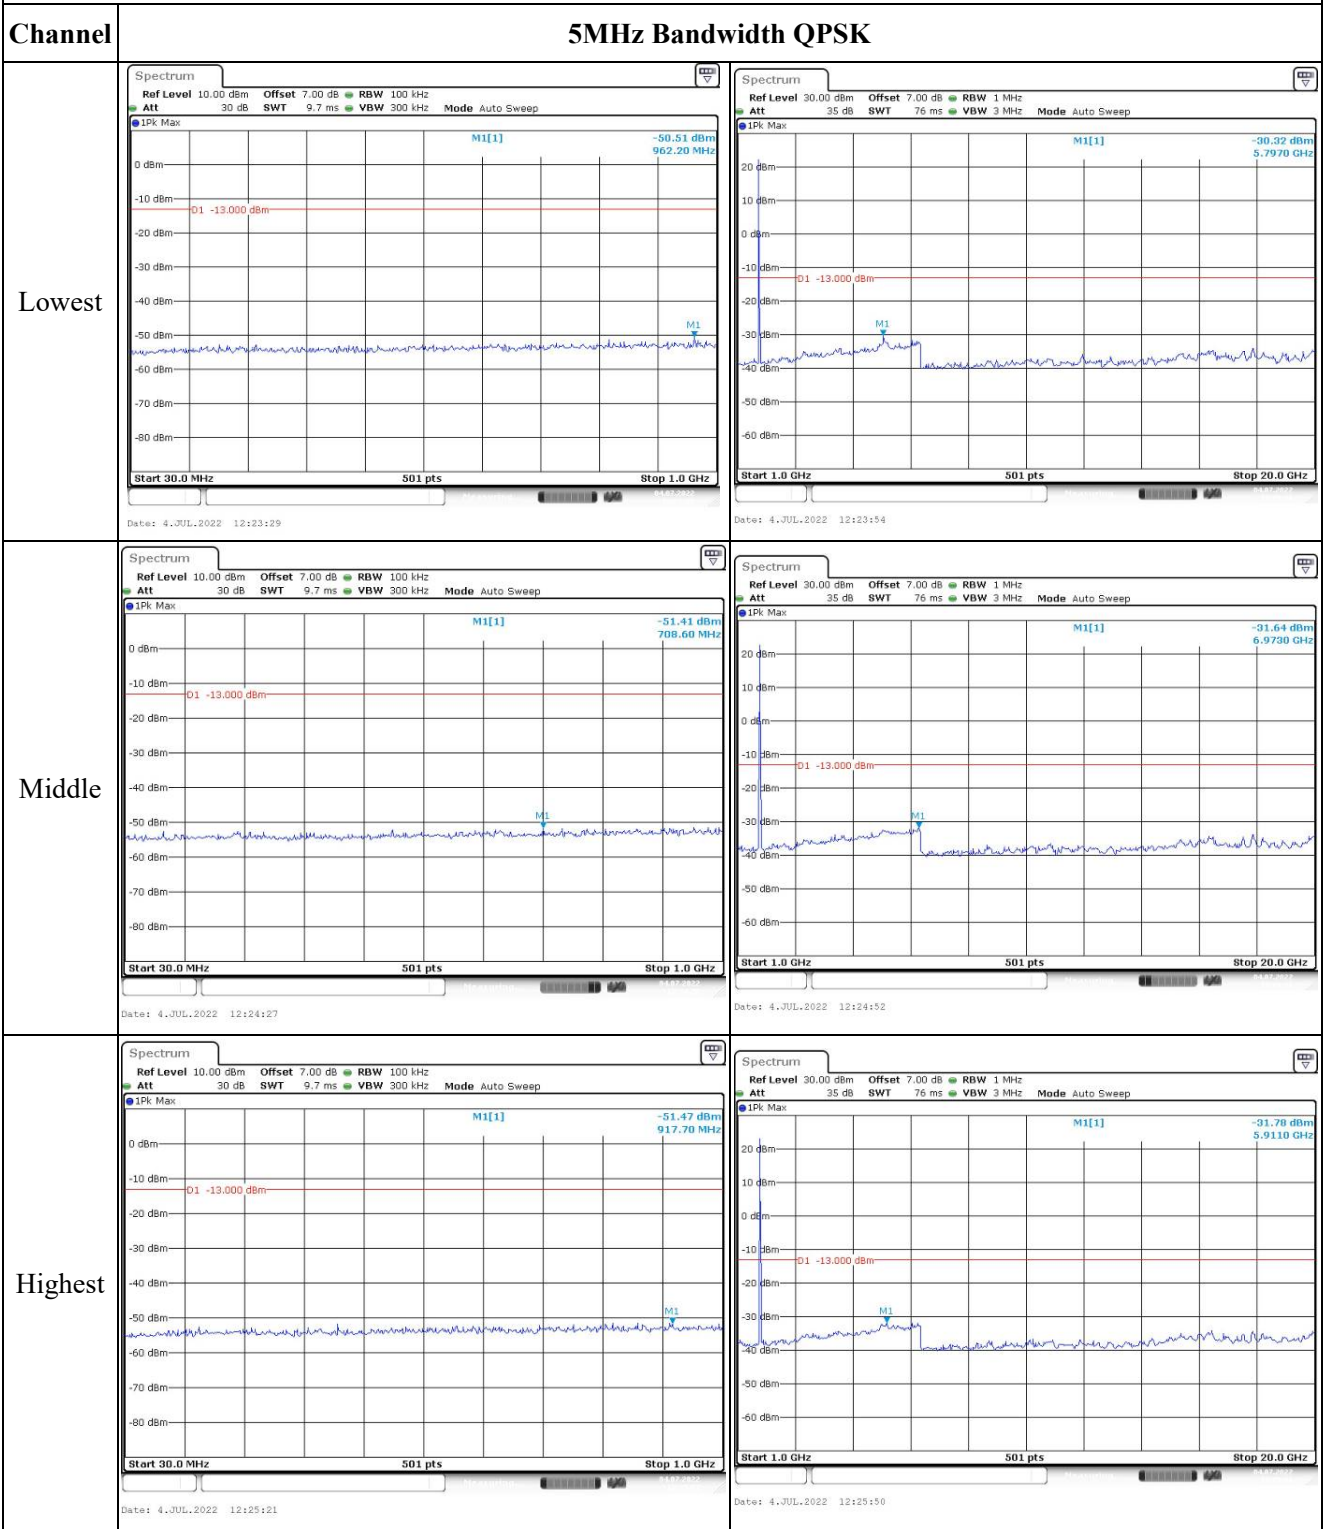 Channel 5MHz Bandwidth QPSK
Lowest
Spectrum
Ref Level 10.00 dBm Offset 7.00 dB RBW 100 kHz
Att 30 dB SWT 9.7 ms VBW 300 kHz Mode Auto Sweep
1Pk Max
M1[1] -50.51 dBm
962.20 MHz
0 dBm
-10 dBm
D1 -13.000 dBm
-20 dBm
-30 dBm
-40 dBm
-50 dBm
M1
-60 dBm
-70 dBm
-80 dBm
Start 30.0 MHz 501 pts Stop 1.0 GHz
Date: 4.JUL.2022 12:23:29
Spectrum
Ref Level 30.00 dBm Offset 7.00 dB RBW 1 MHz
Att 35 dB SWT 76 ms VBW 3 MHz Mode Auto Sweep
1Pk Max
M1[1] -30.32 dBm
5.7970 GHz
20 dBm
10 dBm
0 dBm
-10 dBm
D1 -13.000 dBm
-20 dBm
M1
-30 dBm
-40 dBm
-50 dBm
-60 dBm
Start 1.0 GHz 501 pts Stop 20.0 GHz
Date: 4.JUL.2022 12:23:54
Middle
Spectrum
Ref Level 10.00 dBm Offset 7.00 dB RBW 100 kHz
Att 30 dB SWT 9.7 ms VBW 300 kHz Mode Auto Sweep
1Pk Max
M1[1] -51.41 dBm
708.60 MHz
0 dBm
-10 dBm
D1 -13.000 dBm
-20 dBm
-30 dBm
-40 dBm
M1
-50 dBm
-60 dBm
-70 dBm
-80 dBm
Start 30.0 MHz 501 pts Stop 1.0 GHz
Date: 4.JUL.2022 12:24:27
Spectrum
Ref Level 30.00 dBm Offset 7.00 dB RBW 1 MHz
Att 35 dB SWT 76 ms VBW 3 MHz Mode Auto Sweep
1Pk Max
M1[1] -31.64 dBm
6.9730 GHz
20 dBm
10 dBm
0 dBm
-10 dBm
D1 -13.000 dBm
-20 dBm
M1
-30 dBm
-40 dBm
-50 dBm
-60 dBm
Start 1.0 GHz 501 pts Stop 20.0 GHz
Date: 4.JUL.2022 12:24:52
Highest
Spectrum
Ref Level 10.00 dBm Offset 7.00 dB RBW 100 kHz
Att 30 dB SWT 9.7 ms VBW 300 kHz Mode Auto Sweep
1Pk Max
M1[1] -51.47 dBm
917.70 MHz
0 dBm
-10 dBm
D1 -13.000 dBm
-20 dBm
-30 dBm
-40 dBm
M1
-50 dBm
-60 dBm
-70 dBm
-80 dBm
Start 30.0 MHz 501 pts Stop 1.0 GHz
Date: 4.JUL.2022 12:25:21
Spectrum
Ref Level 30.00 dBm Offset 7.00 dB RBW 1 MHz
Att 35 dB SWT 76 ms VBW 3 MHz Mode Auto Sweep
1Pk Max
M1[1] -31.78 dBm
5.9110 GHz
20 dBm
10 dBm
0 dBm
-10 dBm
D1 -13.000 dBm
-20 dBm
M1
-30 dBm
-40 dBm
-50 dBm
-60 dBm
Start 1.0 GHz 501 pts Stop 20.0 GHz
Date: 4.JUL.2022 12:25:50